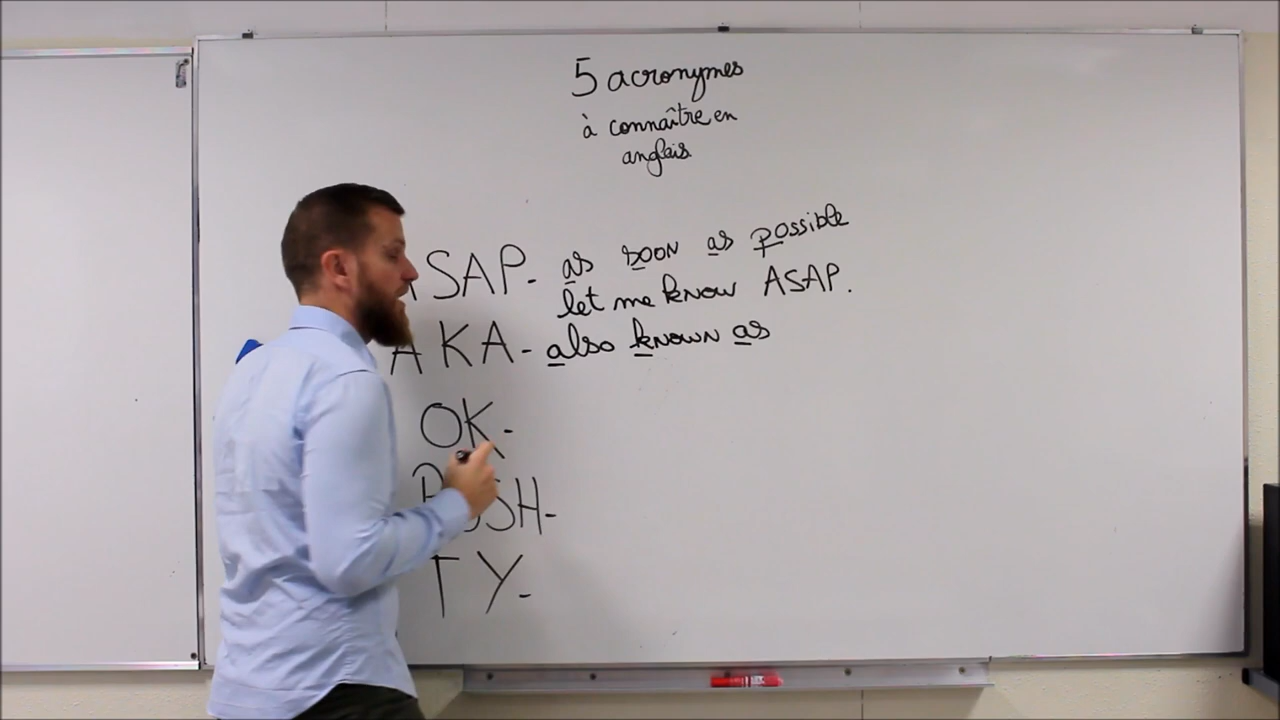 5 acronymes
à connaître en
anglais
ASAP- as soon as possible
let me know ASAP.
AKA- also known as
OK-
TY-